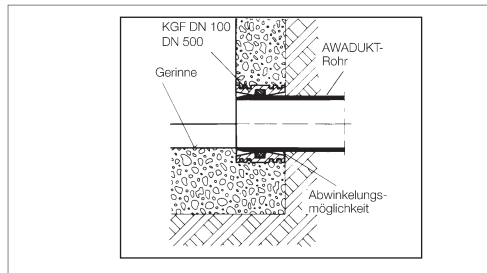 KGF DN 100
DN 500
AWADUKT-
Rohr
Gerinne
Abwinkelungs-
möglichkeit